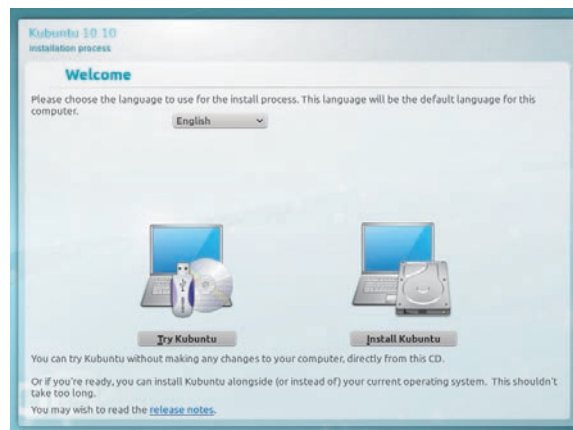 Kubuntu 10.10
Installation process
Welcome
Please choose the language to use for the install process. This language will be the default language for this
computer.
English
Try Kubuntu
Install Kubuntu
You can try Kubuntu without making any changes to your computer, directly from this CD.
Or if you're ready, you can install Kubuntu alongside (or instead of) your current operating system. This shouldn't
take too long.
You may wish to read the release notes.